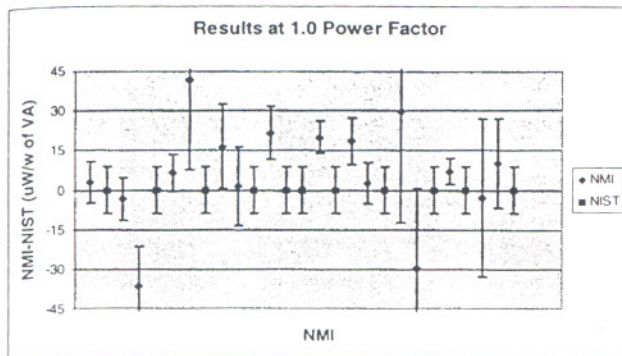 Results at 1.0 Power Factor
NMI-NIST (uW/w of VA)
45
30
15
0
-15
-30
-45
NMI
NMI
NIST